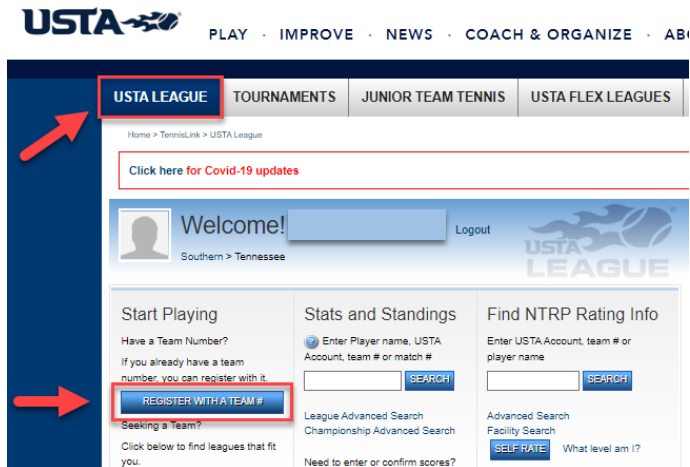 USTA
PLAY · IMPROVE · NEWS · COACH & ORGANIZE · ABO
USTA LEAGUE TOURNAMENTS JUNIOR TEAM TENNIS USTA FLEX LEAGUES
Home > TennisLink > USTA League
Click here for Covid-19 updates
Welcome!
Logout
Southern > Tennessee
USTA
LEAGUE
Start Playing
Have a Team Number?
If you already have a team
number, you can register with it.
REGISTER WITH A TEAM #
Seeking a Team?
Click below to find leagues that fit
you.
Stats and Standings
Enter Player name, USTA
Account, team # or match #
SEARCH
League Advanced Search
Championship Advanced Search
Need to enter or confirm scores?
Find NTRP Rating Info
Enter USTA Account, team # or
player name
SEARCH
Advanced Search
Facility Search
SELF RATE What level am I?